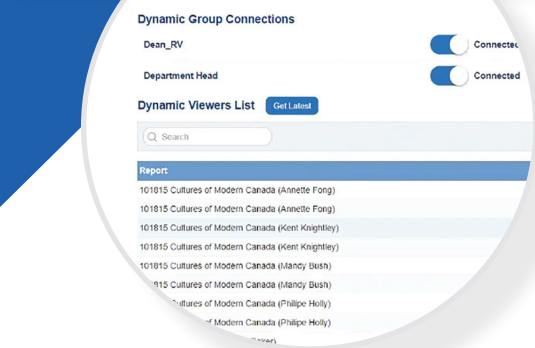 Dynamic Group Connections
Dean_RV Connected
Department Head Connected
Dynamic Viewers List Get Latest
Search
Report
101815 Cultures of Modern Canada (Annette Fong)
101815 Cultures of Modern Canada (Annette Fong)
101815 Cultures of Modern Canada (Kent Knightley)
101815 Cultures of Modern Canada (Kent Knightley)
101815 Cultures of Modern Canada (Mandy Bush)
Cultures of Modern Canada (Mandy Bush)
Cultures of Modern Canada (Philipe Holly)
of Modern Canada (Philipe Holly)